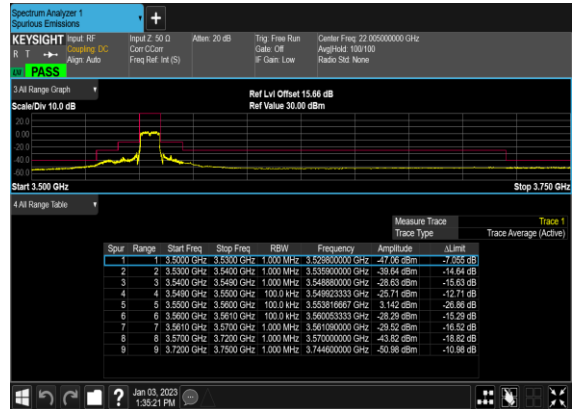 Spectrum Analyzer 1
Spurious Emissions
KEYSIGHT Input: RF Input Z: 50 Ω Atten: 20 dB Trig: Free Run Center Freq: 22.005000000 GHz
R T Coupling: DC Corr CCorr Gate: Off Avg|Hold: 100/100
Align: Auto Freq Ref: Int (S) IF Gain: Low Radio Std: None
LW PASS
3 All Range Graph
Ref Lvl Offset 15.66 dB
Scale/Div 10.0 dB Ref Value 30.00 dBm
20.0
0.00
-20.0
-40.0
-60.0
Start 3.500 GHz Stop 3.750 GHz
4 All Range Table
Measure Trace Trace 1
Trace Type Trace Average (Active)
Spur Range Start Freq Stop Freq RBW Frequency Amplitude ΔLimit
1 1 3.5000 GHz 3.5300 GHz 1.000 MHz 3.529800000 GHz -47.06 dBm -7.055 dB
2 2 3.5300 GHz 3.5400 GHz 1.000 MHz 3.535900000 GHz -39.64 dBm -14.64 dB
3 3 3.5400 GHz 3.5490 GHz 1.000 MHz 3.548880000 GHz -28.63 dBm -15.63 dB
4 4 3.5490 GHz 3.5500 GHz 100.0 kHz 3.549923333 GHz -25.71 dBm -12.71 dB
5 5 3.5500 GHz 3.5600 GHz 100.0 kHz 3.553816667 GHz 3.142 dBm -26.86 dB
6 6 3.5600 GHz 3.5610 GHz 100.0 kHz 3.560053333 GHz -28.29 dBm -15.29 dB
7 7 3.5610 GHz 3.5700 GHz 1.000 MHz 3.561090000 GHz -29.52 dBm -16.52 dB
8 8 3.5700 GHz 3.7200 GHz 1.000 MHz 3.570000000 GHz -43.82 dBm -18.82 dB
9 9 3.7200 GHz 3.7500 GHz 1.000 MHz 3.744600000 GHz -50.98 dBm -10.98 dB
? Jan 03, 2023
1:35:21 PM